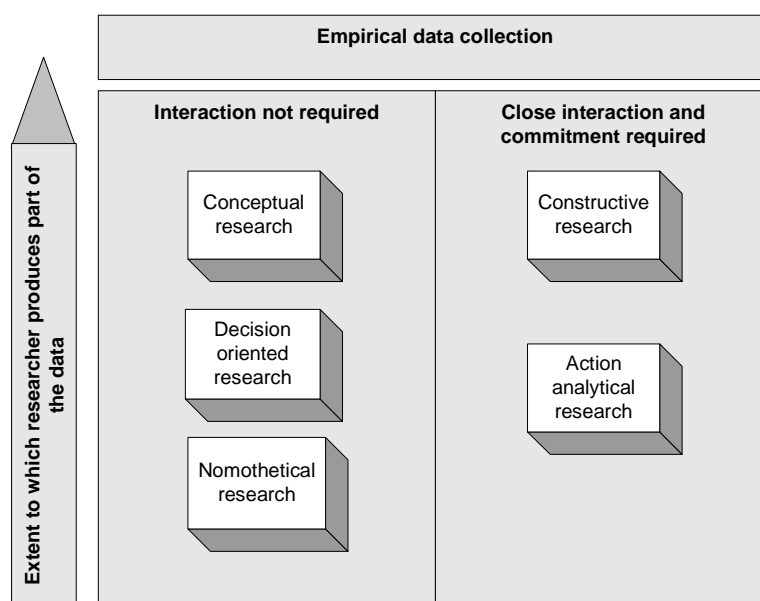 Empirical data collection
Interaction not required
Close interaction and
commitment required
Extent to which researcher produces part of
the data
Conceptual
research
Constructive
research
Decision
oriented
research
Action
analytical
research
Nomothetical
research